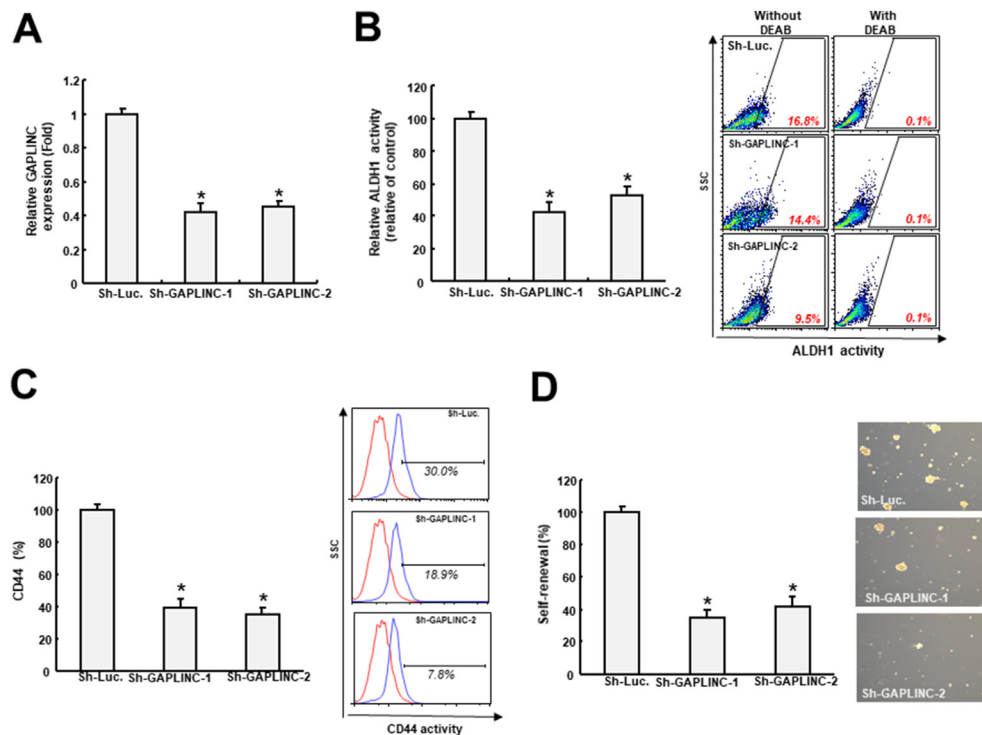 A
Relative GAPLINC
expression (Fold)
1.2
1
0.8
0.6
0.4
0.2
0
*
*
Sh-Luc.
Sh-GAPLINC-1
Sh-GAPLINC-2
B
Relative ALDH1 activity
(relative of control)
120
100
80
60
40
20
0
*
*
Sh-Luc.
Sh-GAPLINC-1
Sh-GAPLINC-2
Without
DEAB
With
DEAB
SSC
Sh-Luc.
16.8%
0.1%
Sh-GAPLINC-1
14.4%
0.1%
Sh-GAPLINC-2
9.5%
0.1%
ALDH1 activity
C
CD44 (%)
120
100
80
60
40
20
0
*
*
Sh-Luc.
Sh-GAPLINC-1
Sh-GAPLINC-2
SSC
Sh-Luc.
30.0%
Sh-GAPLINC-1
18.9%
Sh-GAPLINC-2
7.8%
CD44 activity
D
Self-renewal (%)
120
100
80
60
40
20
0
*
*
Sh-Luc.
Sh-GAPLINC-1
Sh-GAPLINC-2
Sh-Luc.
Sh-GAPLINC-1
Sh-GAPLINC-2